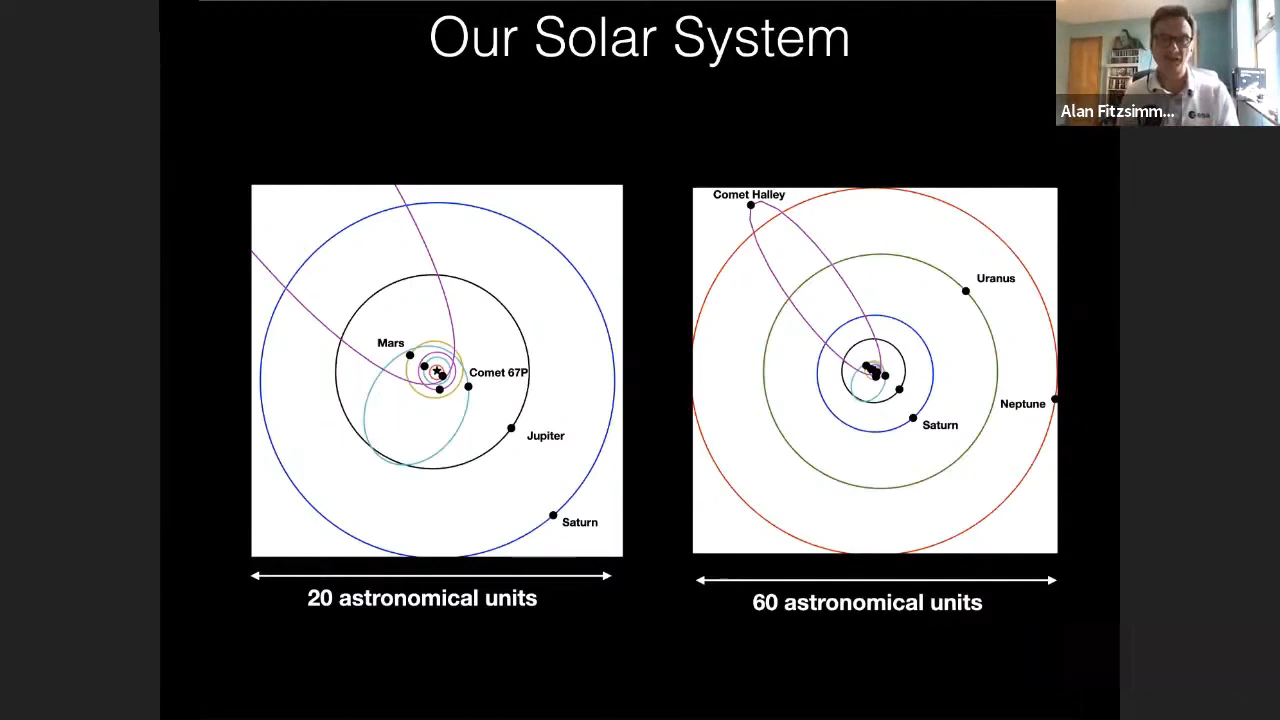 Our Solar System
Alan Fitzsimm...
Mars
Comet 67P
Jupiter
Saturn
20 astronomical units
Comet Halley
Uranus
Neptune
Saturn
60 astronomical units